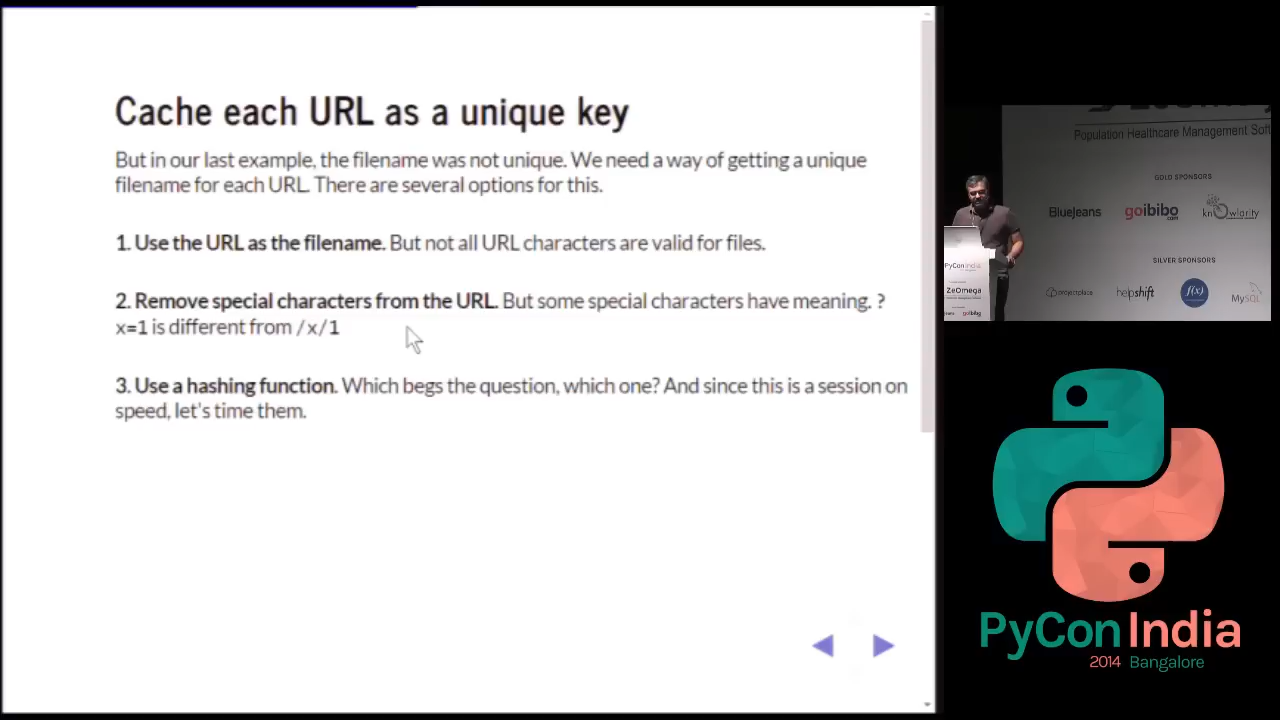 Cache each URL as a unique key
But in our last example, the filename was not unique. We need a way of getting a unique
filename for each URL. There are several options for this.
1. Use the URL as the filename. But not all URL characters are valid for files.
2. Remove special characters from the URL. But some special characters have meaning. ?
x=1 is different from /x/1
3. Use a hashing function. Which begs the question, which one? And since this is a session on
speed, let's time them.
Population Healthcare Management Soft
GOLD SPONSORS
BlueJeans goibibo knowlarity
SILVER SPONSORS
projectplace helpshift f(x) MySQL
PyCon India
ZeOmega
goibibo
PyCon India
2014 Bangalore